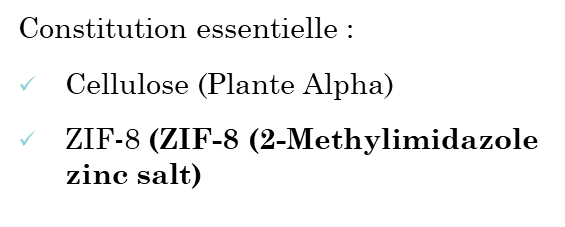 Constitution essentielle :
✓ Cellulose (Plante Alpha)
✓ ZIF-8 (ZIF-8 (2-Methylimidazole
zinc salt)